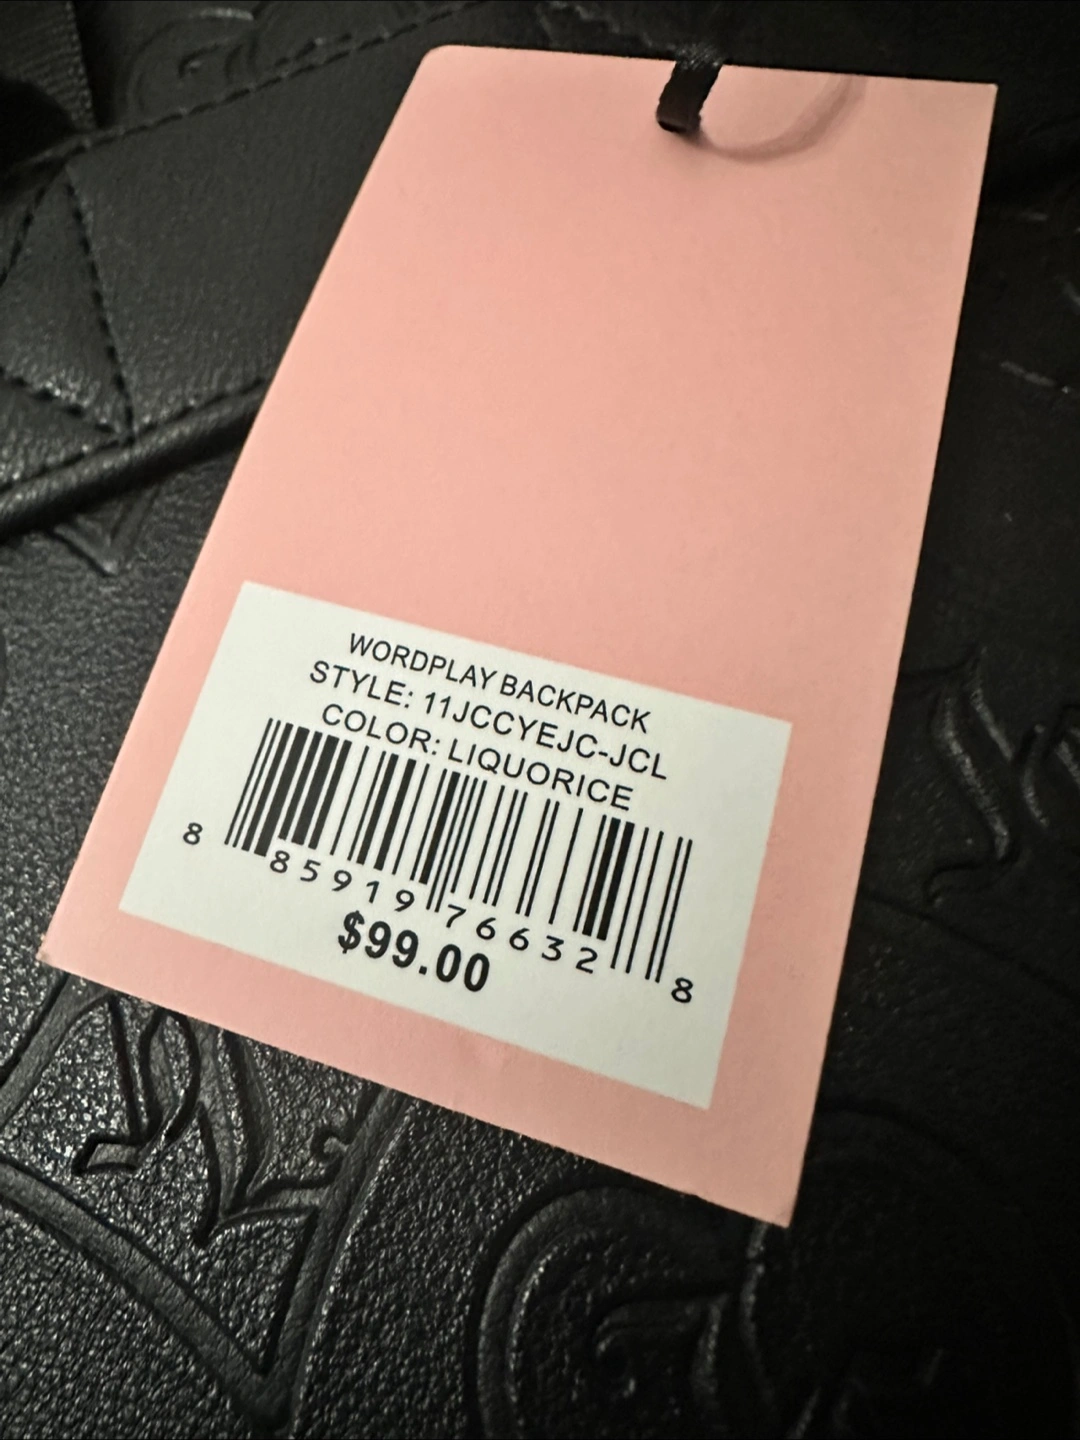 WORDPLAY BACKPACK
STYLE: 11JCCYEJC-JCL
COLOR: LIQUORICE
8 85919 76632 8
$99.00